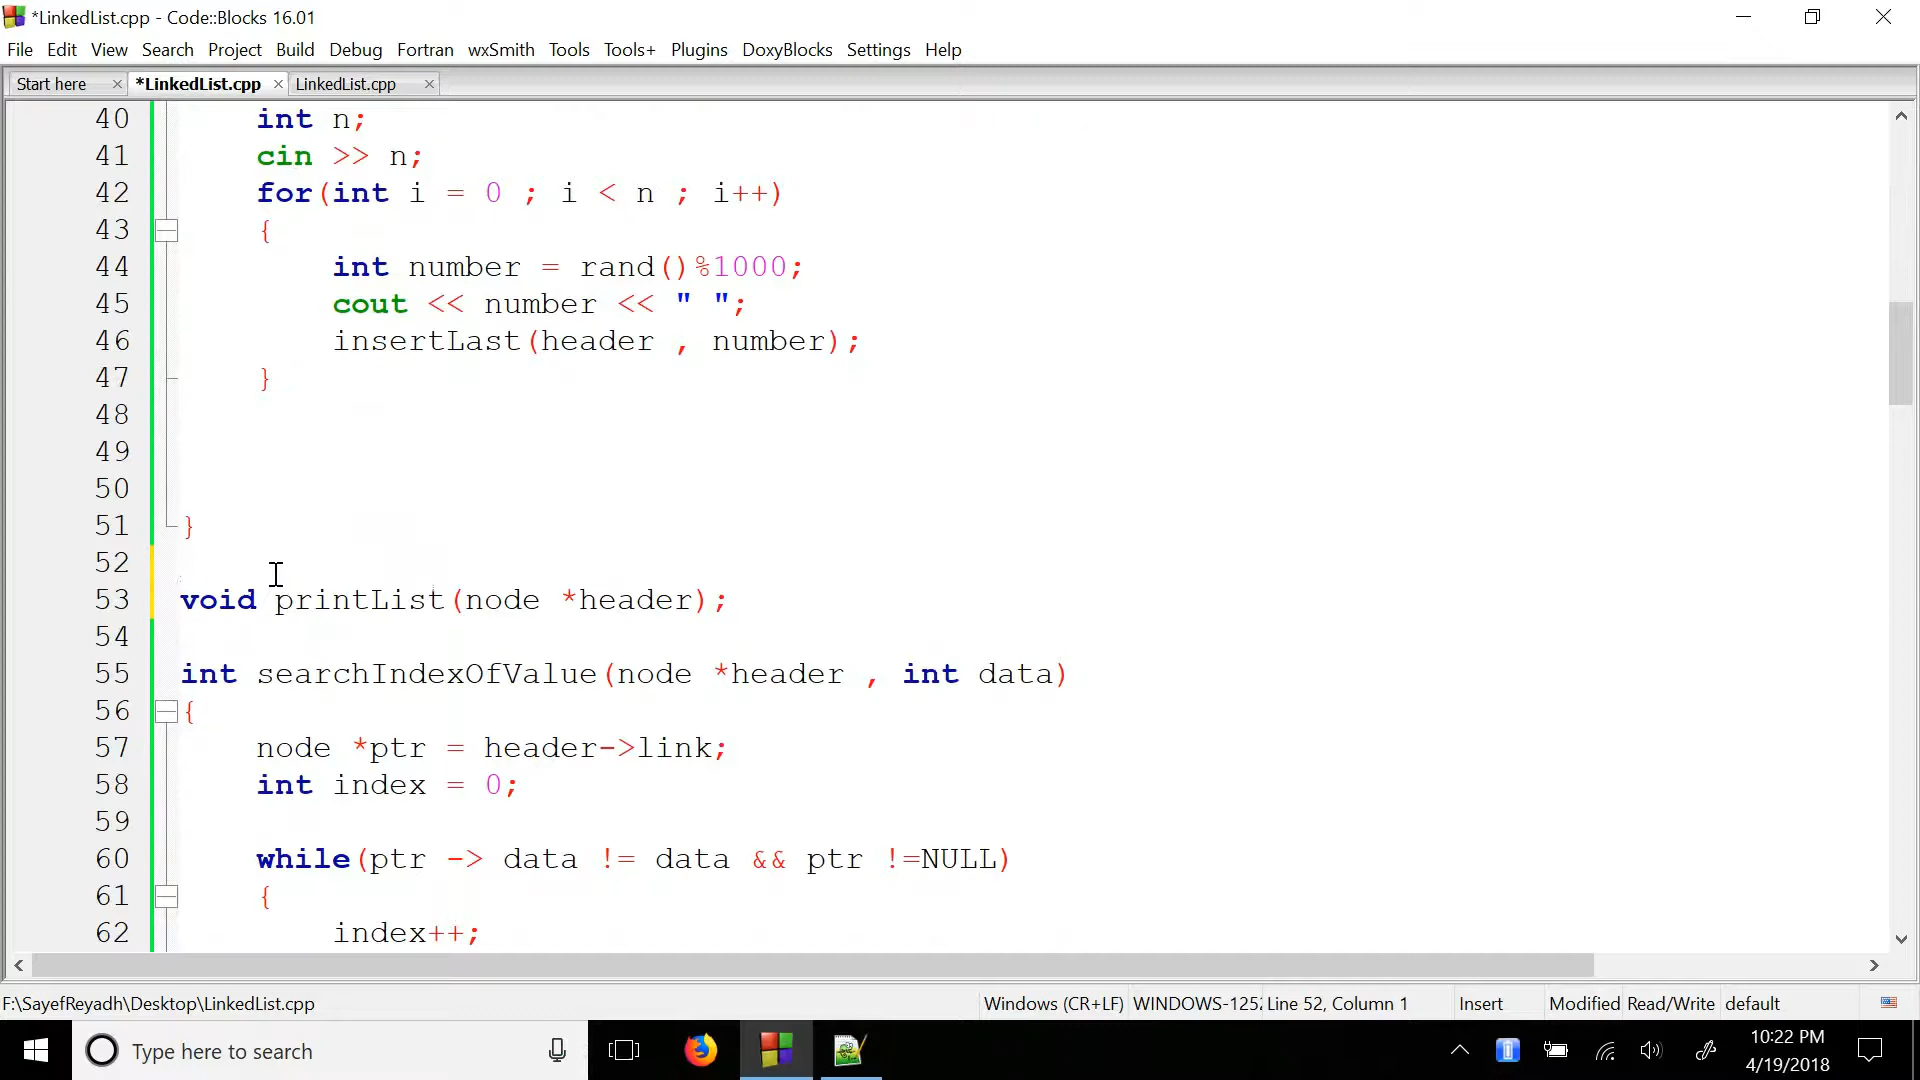 *LinkedList.cpp - Code::Blocks 16.01
File Edit View Search Project Build Debug Fortran wxSmith Tools Tools+ Plugins DoxyBlocks Settings Help
Start here *LinkedList.cpp LinkedList.cpp
40 int n;
41 cin >> n;
42 for(int i = 0 ; i < n ; i++)
43 {
44 int number = rand()%1000;
45 cout << number << " ";
46 insertLast(header , number);
47 }
48
49
50
51 }
52
53 void printList(node *header);
54
55 int searchIndexOfValue(node *header , int data)
56 {
57 node *ptr = header->link;
58 int index = 0;
59
60 while(ptr -> data != data && ptr !=NULL)
61 {
62 index++;
F:\SayefReyadh\Desktop\LinkedList.cpp Windows (CR+LF) WINDOWS-1252 Line 52, Column 1 Insert Modified Read/Write default
Type here to search
10:22 PM
4/19/2018